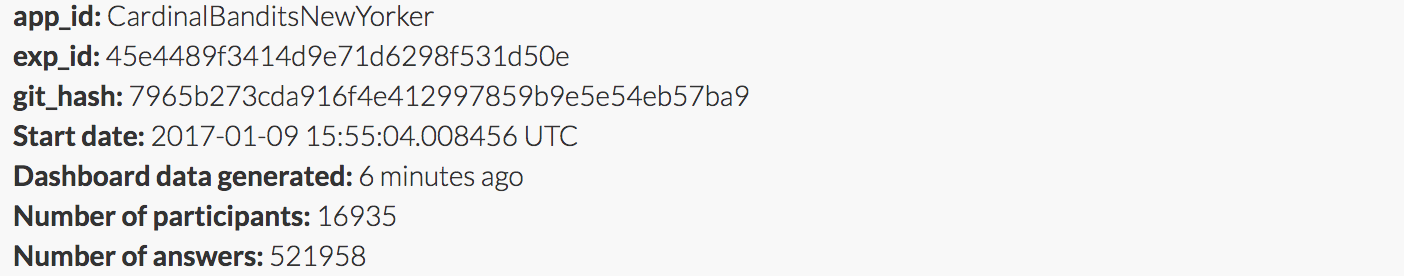 app_id: CardinalBanditsNewYorker
exp_id: 45e4489f3414d9e71d6298f531d50e
git_hash: 7965b273cda916f4e412997859b9e5e54eb57ba9
Start date: 2017-01-09 15:55:04.008456 UTC
Dashboard data generated: 6 minutes ago
Number of participants: 16935
Number of answers: 521958